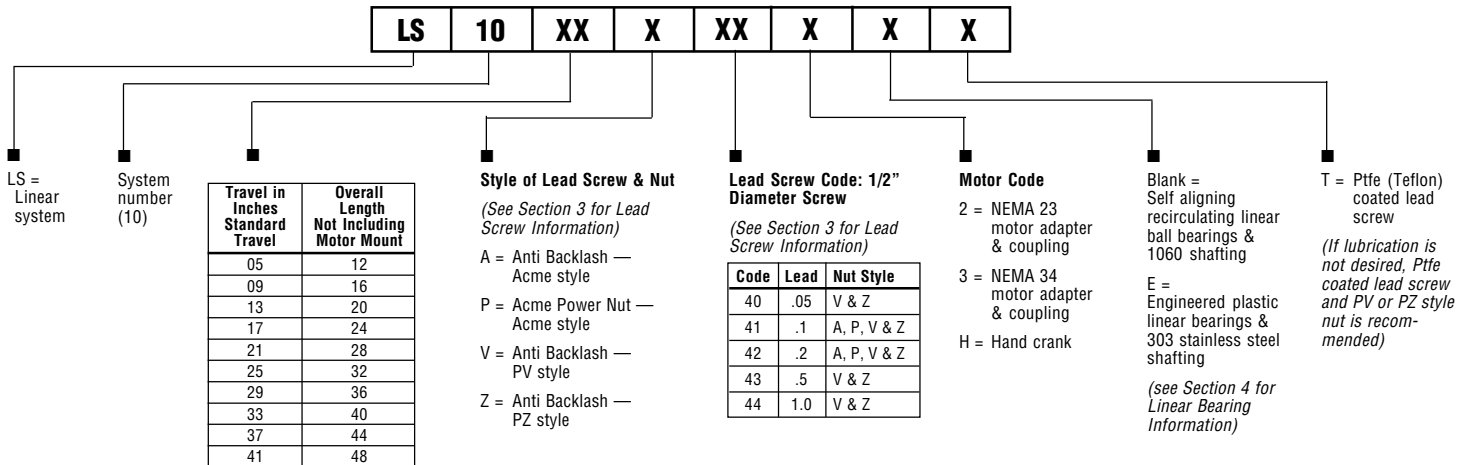 LS 10 XX X XX X X X
LS =
Linear
system
System
number
(10)
Travel in
Inches
Standard
Travel
Overall
Length
Not Including
Motor Mount
05 12
09 16
13 20
17 24
21 28
25 32
29 36
33 40
37 44
41 48
Style of Lead Screw & Nut
(See Section 3 for Lead
Screw Information)
A = Anti Backlash —
Acme style
P = Acme Power Nut —
Acme style
V = Anti Backlash —
PV style
Z = Anti Backlash —
PZ style
Lead Screw Code: 1/2”
Diameter Screw
(See Section 3 for Lead
Screw Information)
Code Lead Nut Style
40 .05 V & Z
41 .1 A, P, V & Z
42 .2 A, P, V & Z
43 .5 V & Z
44 1.0 V & Z
Motor Code
2 = NEMA 23
motor adapter
& coupling
3 = NEMA 34
motor adapter
& coupling
H = Hand crank
Blank =
Self aligning
recirculating linear
ball bearings &
1060 shafting
E =
Engineered plastic
linear bearings &
303 stainless steel
shafting
(see Section 4 for
Linear Bearing
Information)
T = Ptfe (Teflon)
coated lead
screw
(If lubrication is
not desired, Ptfe
coated lead screw
and PV or PZ style
nut is recom-
mended)